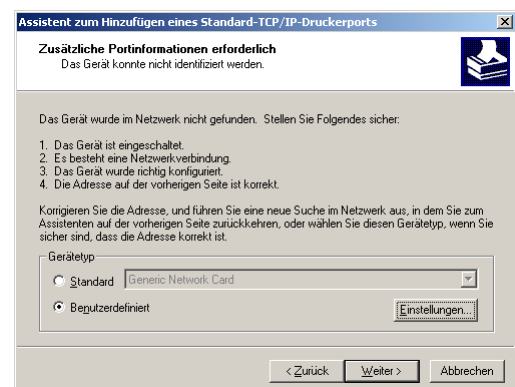 Assistent zum Hinzufügen eines Standard-TCP/IP-Druckerports
Zusätzliche Portinformationen erforderlich
Das Gerät konnte nicht identifiziert werden.
Das Gerät wurde im Netzwerk nicht gefunden. Stellen Sie Folgendes sicher:
1. Das Gerät ist eingeschaltet.
2. Es besteht eine Netzwerkverbindung.
3. Das Gerät wurde richtig konfiguriert.
4. Die Adresse auf der vorherigen Seite ist korrekt.
Korrigieren Sie die Adresse, und führen Sie eine neue Suche im Netzwerk aus, in dem Sie zum
Assistenten auf der vorherigen Seite zurückkehren, oder wählen Sie diesen Gerätetyp, wenn Sie
sicher sind, dass die Adresse korrekt ist.
Gerätetyp
Standard Generic Network Card
Benutzerdefiniert Einstellungen...
< Zurück Weiter > Abbrechen